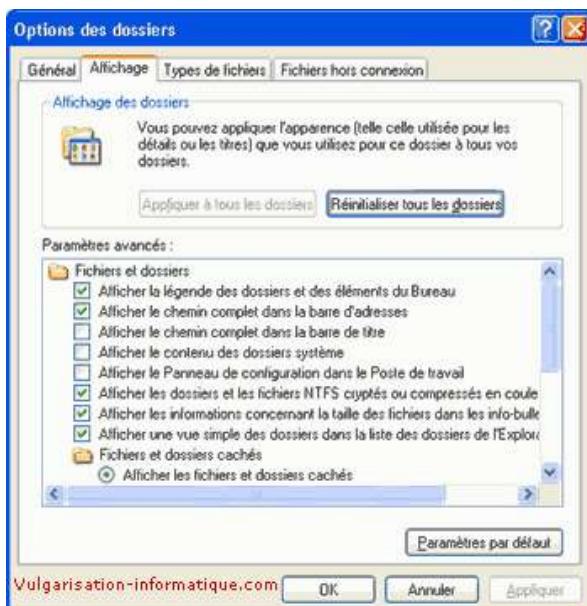 Options des dossiers
Général
Affichage
Types de fichiers
Fichiers hors connexion
Affichage des dossiers
Vous pouvez appliquer l'apparence (telle celle utilisée pour les
détails ou les titres) que vous utilisez pour ce dossier à tous vos
dossiers.
Appliquer à tous les dossiers
Réinitialiser tous les dossiers
Paramètres avancés :
Fichiers et dossiers
Afficher la légende des dossiers et des éléments du Bureau
Afficher le chemin complet dans la barre d'adresses
Afficher le chemin complet dans la barre de titre
Afficher le contenu des dossiers système
Afficher le Panneau de configuration dans le Poste de travail
Afficher les dossiers et les fichiers NTFS cryptés ou compressés en coule
Afficher les informations concernant la taille des fichiers dans les info-bulle
Afficher une vue simple des dossiers dans la liste des dossiers de l'Explora
Fichiers et dossiers cachés
Afficher les fichiers et dossiers cachés
Paramètres par défaut
Vulgarisation-informatique.com
OK
Annuler
Appliquer